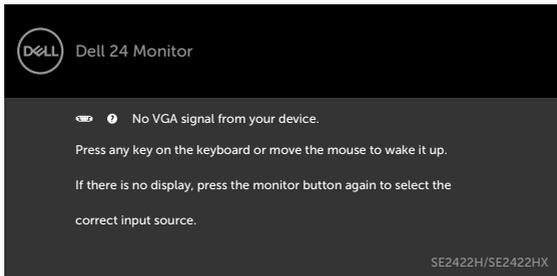 DELL
Dell 24 Monitor
No VGA signal from your device.
Press any key on the keyboard or move the mouse to wake it up.
If there is no display, press the monitor button again to select the
correct input source.
SE2422H/SE2422HX